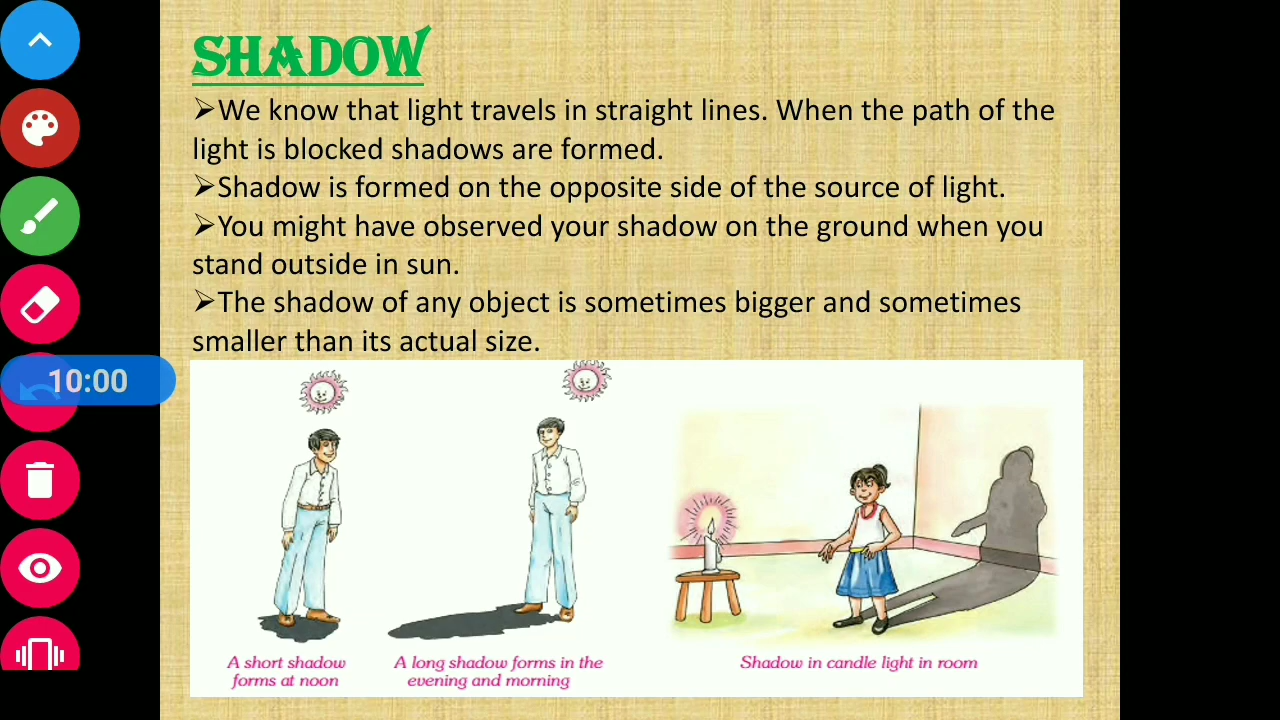 SHADOW
➢We know that light travels in straight lines. When the path of the
light is blocked shadows are formed.
➢Shadow is formed on the opposite side of the source of light.
➢You might have observed your shadow on the ground when you
stand outside in sun.
➢The shadow of any object is sometimes bigger and sometimes
smaller than its actual size.
10:00
A short shadow
forms at noon
A long shadow forms in the
evening and morning
Shadow in candle light in room